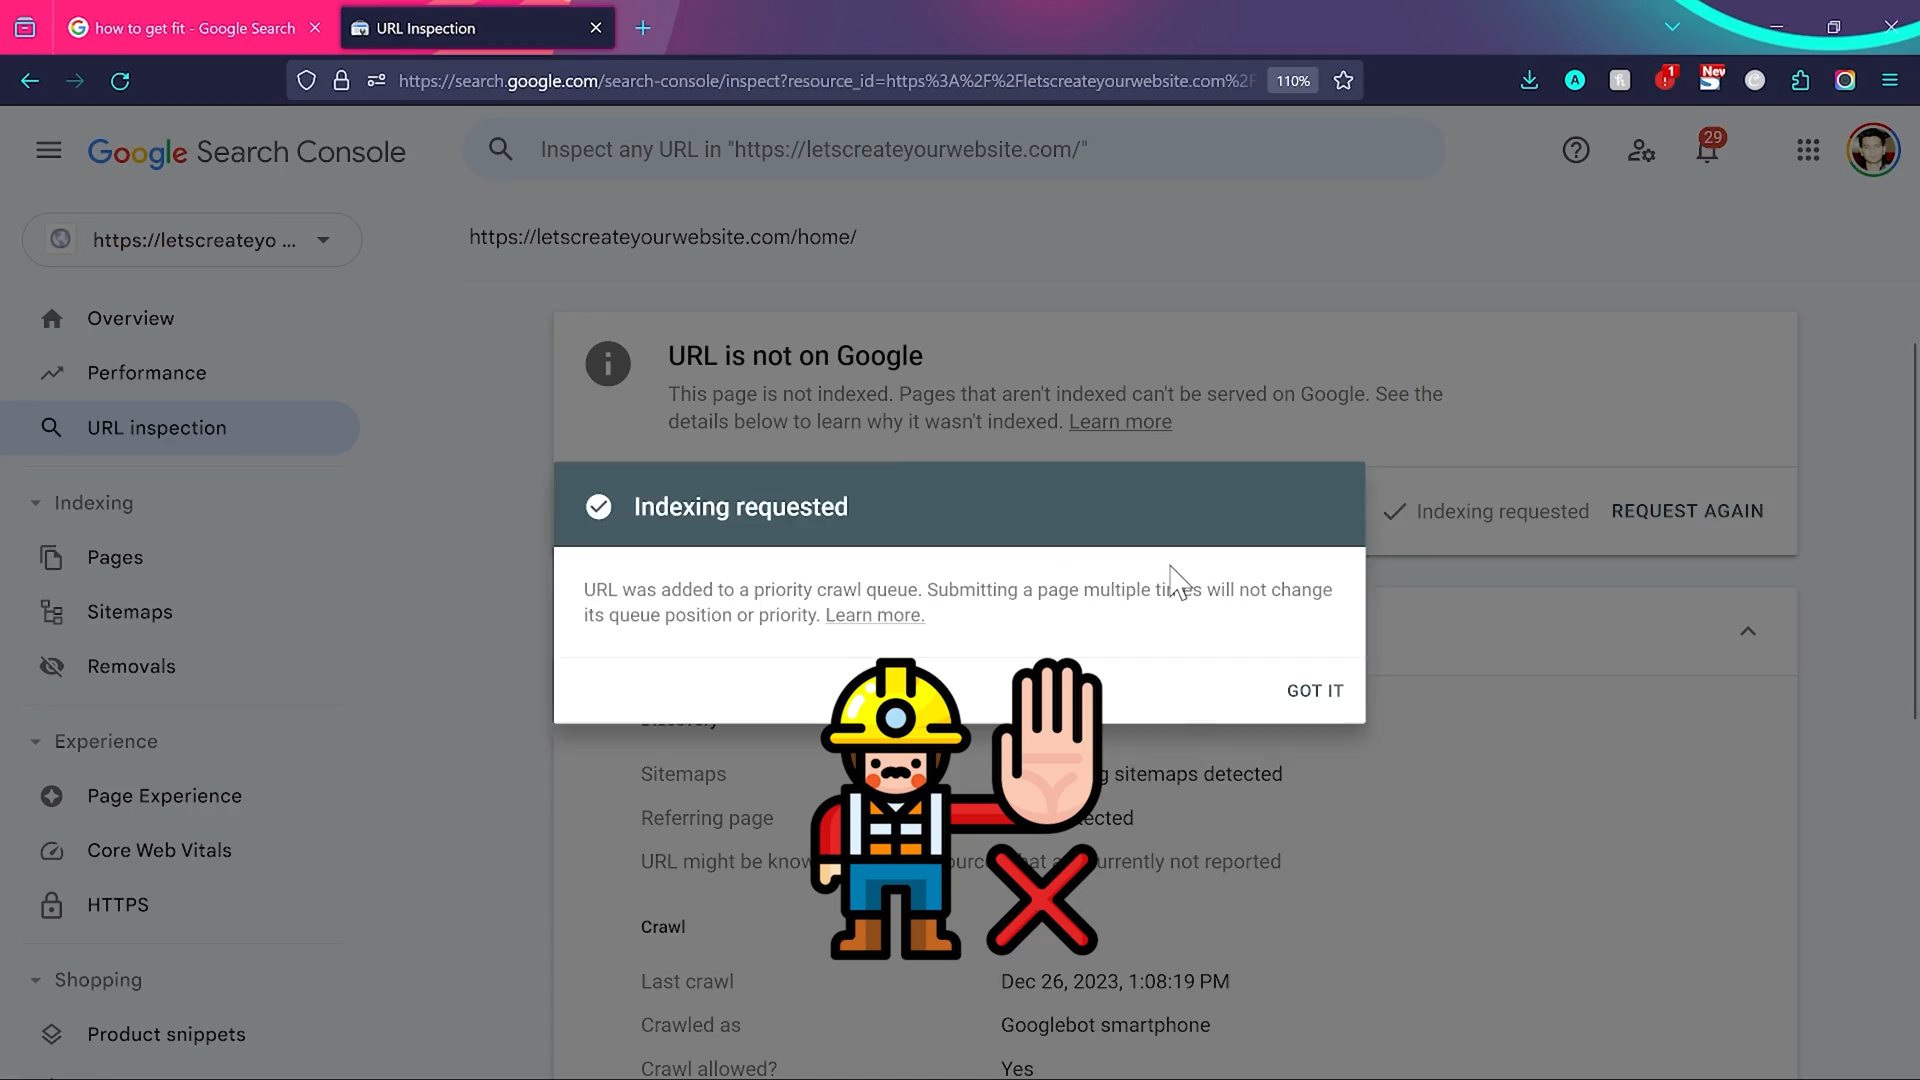 how to get fit - Google Search
URL Inspection
https://search.google.com/search-console/inspect?resource_id=https%3A%2F%2Fletscreateyourwebsite.com%2F
110%
A
1
New
Google Search Console
Inspect any URL in "https://letscreateyourwebsite.com/"
29
https://letscreateyo ...
https://letscreateyourwebsite.com/home/
Overview
Performance
URL inspection
Indexing
Pages
Sitemaps
Removals
Experience
Page Experience
Core Web Vitals
HTTPS
Shopping
Product snippets
URL is not on Google
This page is not indexed. Pages that aren't indexed can't be served on Google. See the
details below to learn why it wasn't indexed. Learn more
Indexing requested
REQUEST AGAIN
Indexing requested
URL was added to a priority crawl queue. Submitting a page multiple times will not change
its queue position or priority. Learn more.
GOT IT
Discovery
Sitemaps
sitemaps detected
Referring page
URL might be
currently not reported
Crawl
Last crawl
Dec 26, 2023, 1:08:19 PM
Crawled as
Googlebot smartphone
Crawl allowed?
Yes